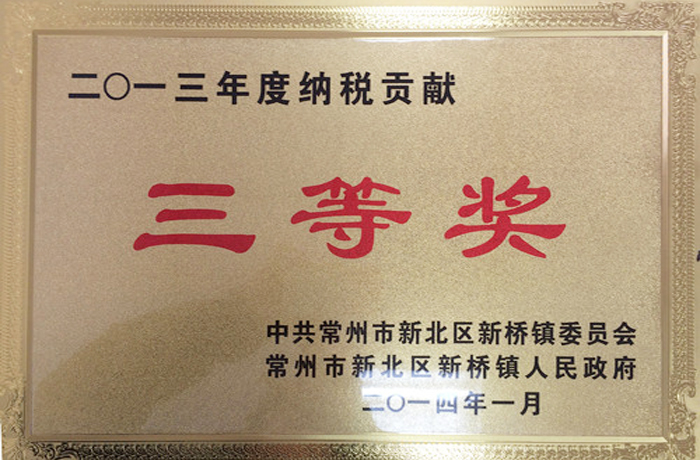 二〇一三年度纳税贡献
三等奖
中共常州市新北区新桥镇委员会
常州市新北区新桥镇人民政府
二〇一四年一月